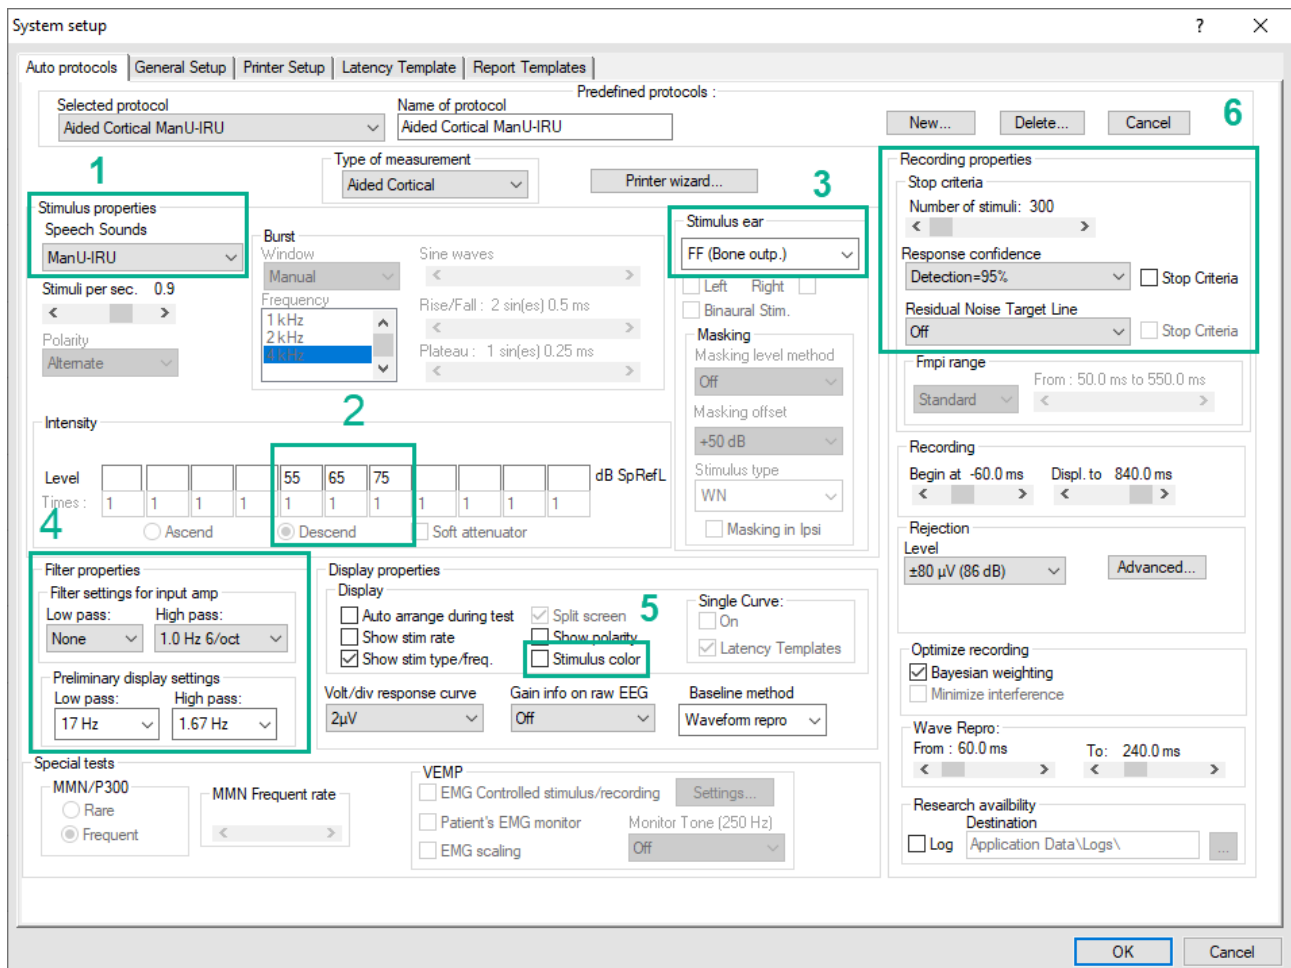 System setup
Auto protocols General Setup Printer Setup Latency Template Report Templates
Predefined protocols :
Selected protocol
Aided Cortical ManU-IRU
Name of protocol
Aided Cortical ManU-IRU
New... Delete... Cancel
6
1
Type of measurement
Aided Cortical
Printer wizard...
3
Stimulus properties
Speech Sounds
ManU-IRU
Stimuli per sec. 0.9
Polarity
Alternate
Burst
Window
Manual
Frequency
1 kHz
2 kHz
4 kHz
Sine waves
Rise/Fall : 2 sin(es) 0.5 ms
Plateau : 1 sin(es) 0.25 ms
2
Intensity
Level 55 65 75 dB SpRefL
Times : 1 1 1 1 1 1 1 1 1 1 1
Ascend Descend Soft attenuator
Stimulus ear
FF (Bone outp.)
Left Right
Binaural Stim.
Masking
Masking level method
Off
Masking offset
+50 dB
Stimulus type
WN
Masking in Ipsi
Recording properties
Stop criteria
Number of stimuli: 300
Response confidence
Detection=95% Stop Criteria
Residual Noise Target Line
Off Stop Criteria
Fmpi range
Standard
From : 50.0 ms to 550.0 ms
Recording
Begin at -60.0 ms Displ. to 840.0 ms
Rejection
Level
±80 µV (86 dB) Advanced...
Optimize recording
Bayesian weighting
Minimize interference
Wave Repro:
From : 60.0 ms To: 240.0 ms
Research availbility
Destination
Log Application Data\Logs\ ...
4
Filter properties
Filter settings for input amp
Low pass: High pass:
None 1.0 Hz 6/oct
Preliminary display settings
Low pass: High pass:
17 Hz 1.67 Hz
Display properties
Display
5
Auto arrange during test Split screen
Show stim rate Show polarity
Show stim type/freq. Stimulus color
Single Curve:
On
Latency Templates
Volt/div response curve Gain info on raw EEG Baseline method
2µV Off Waveform repro
Special tests
MMN/P300
Rare
Frequent
MMN Frequent rate
VEMP
EMG Controlled stimulus/recording Settings...
Patient's EMG monitor Monitor Tone (250 Hz)
EMG scaling Off
OK Cancel